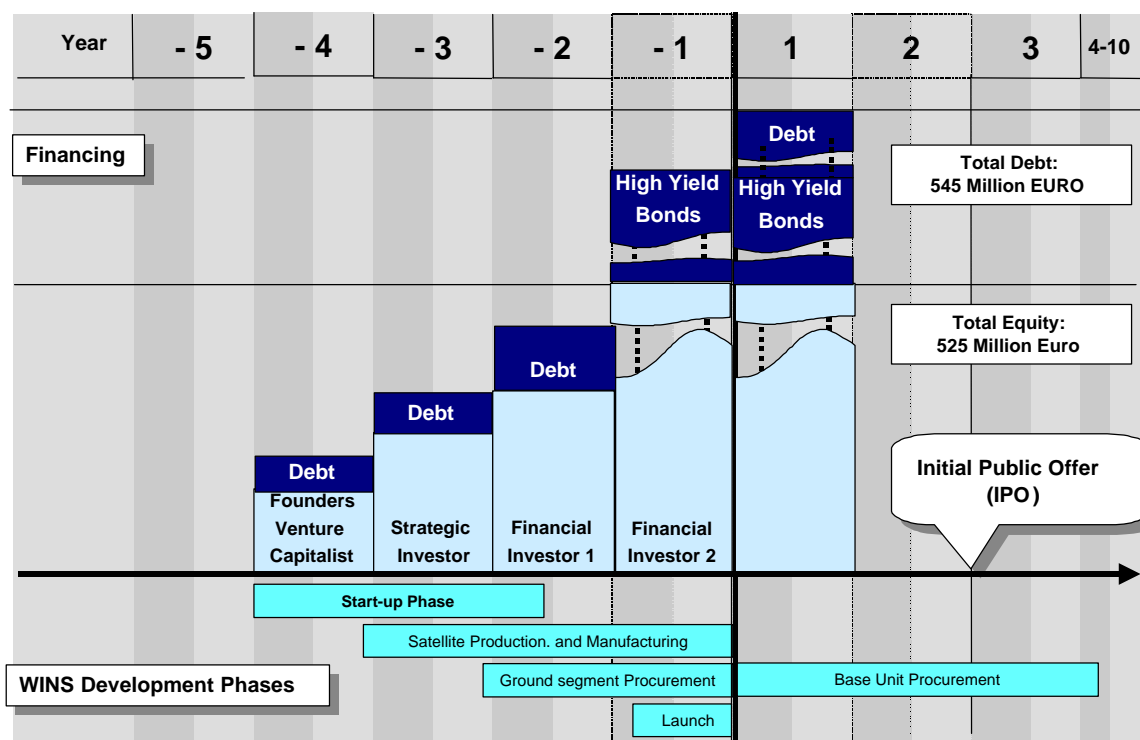 Year
- 5
- 4
- 3
- 2
- 1
1
2
3
4-10
Financing
Debt
Total Debt:
545 Million EURO
High Yield
Bonds
High Yield
Bonds
Total Equity:
525 Million Euro
Debt
Debt
Debt
Initial Public Offer
(IPO)
Founders
Venture
Capitalist
Strategic
Investor
Financial
Investor 1
Financial
Investor 2
Start-up Phase
Satellite Production. and Manufacturing
WINS Development Phases
Ground segment Procurement
Base Unit Procurement
Launch